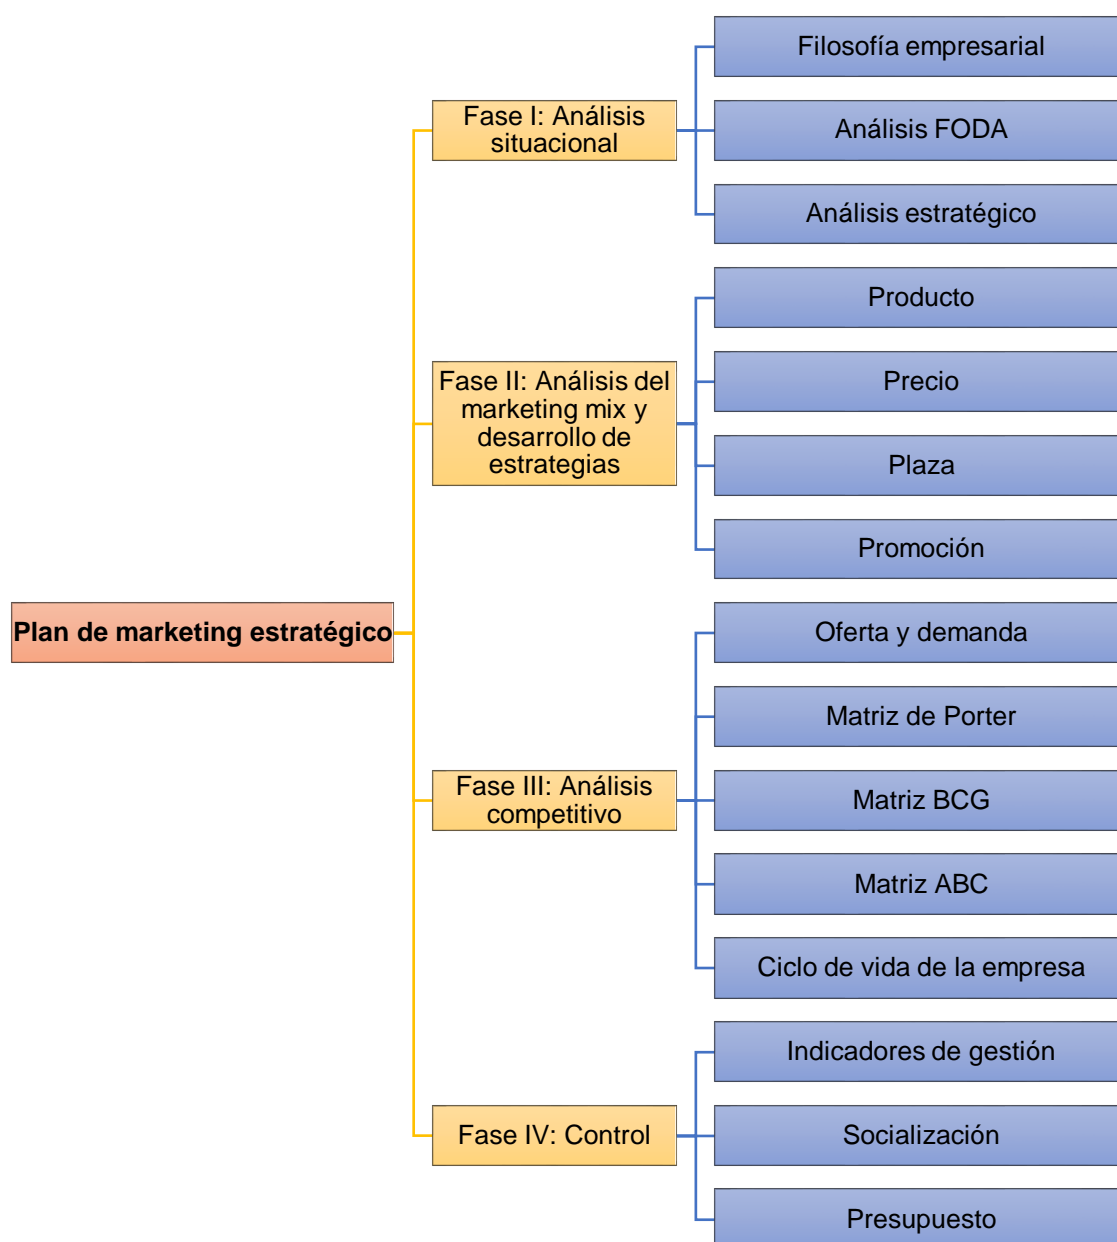 Plan de marketing estratégico
Fase I: Análisis
situacional
Filosofía empresarial
Análisis FODA
Análisis estratégico
Fase II: Análisis del
marketing mix y
desarrollo de
estrategias
Producto
Precio
Plaza
Promoción
Fase III: Análisis
competitivo
Oferta y demanda
Matriz de Porter
Matriz BCG
Matriz ABC
Ciclo de vida de la empresa
Fase IV: Control
Indicadores de gestión
Socialización
Presupuesto